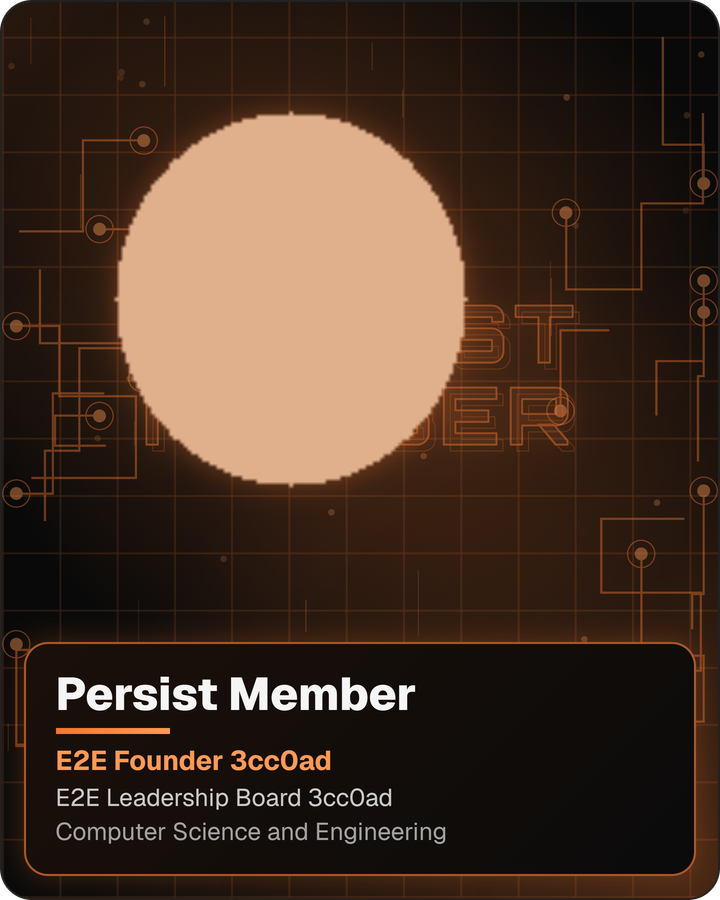 Persist Member
E2E Founder 3cc0ad
E2E Leadership Board 3cc0ad
Computer Science and Engineering